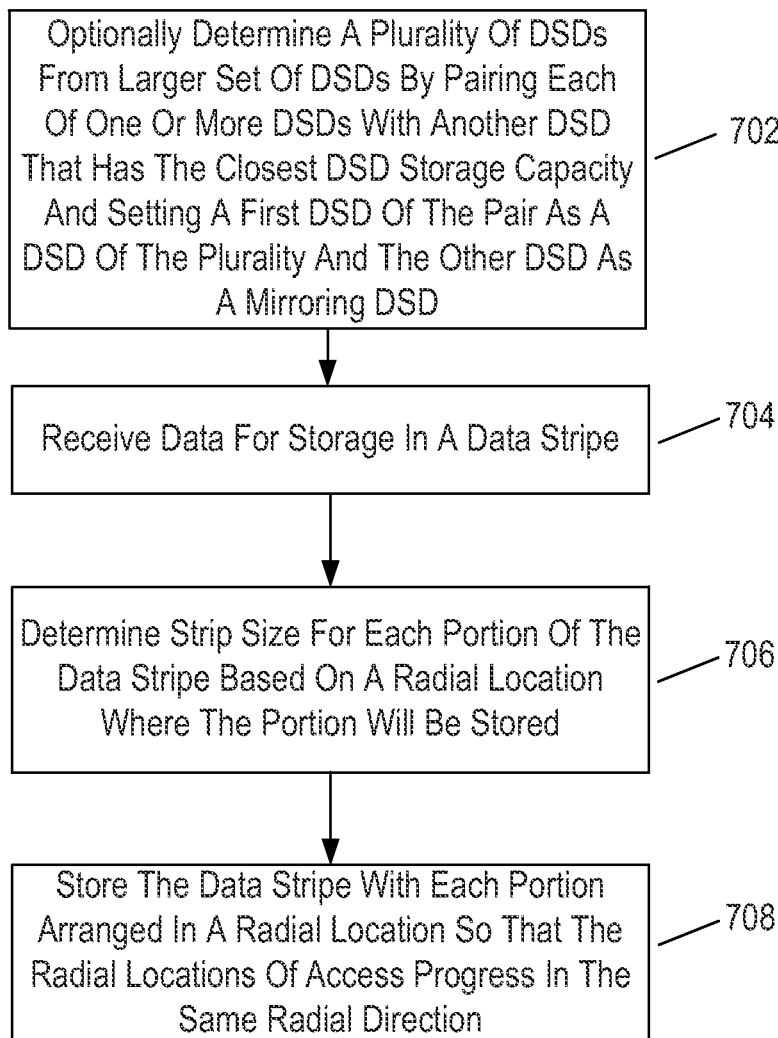 Optionally Determine A Plurality Of DSDs
From Larger Set Of DSDs By Pairing Each
Of One Or More DSDs With Another DSD
That Has The Closest DSD Storage Capacity
And Setting A First DSD Of The Pair As A
DSD Of The Plurality And The Other DSD As
A Mirroring DSD
702
Receive Data For Storage In A Data Stripe
704
Determine Strip Size For Each Portion Of The
Data Stripe Based On A Radial Location
Where The Portion Will Be Stored
706
Store The Data Stripe With Each Portion
Arranged In A Radial Location So That The
Radial Locations Of Access Progress In The
Same Radial Direction
708